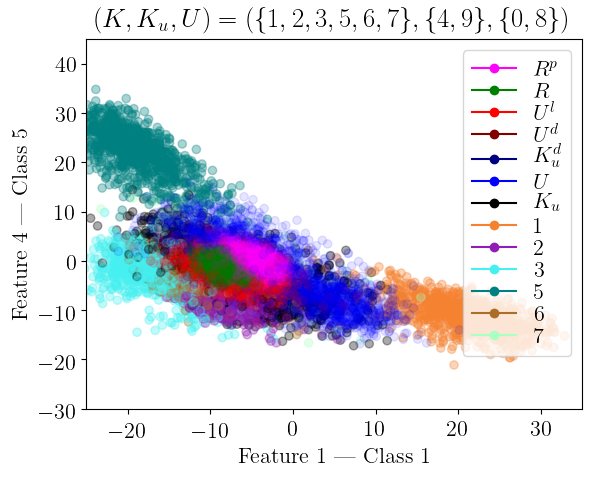 (K, K_u, U) = ({1, 2, 3, 5, 6, 7}, {4, 9}, {0, 8})
40
30
20
10
0
−10
−20
−30
Feature 4 — Class 5
R^p
R
U^l
U^d
K_u^d
U
K_u
1
2
3
5
6
7
−20 −10 0 10 20 30
Feature 1 — Class 1